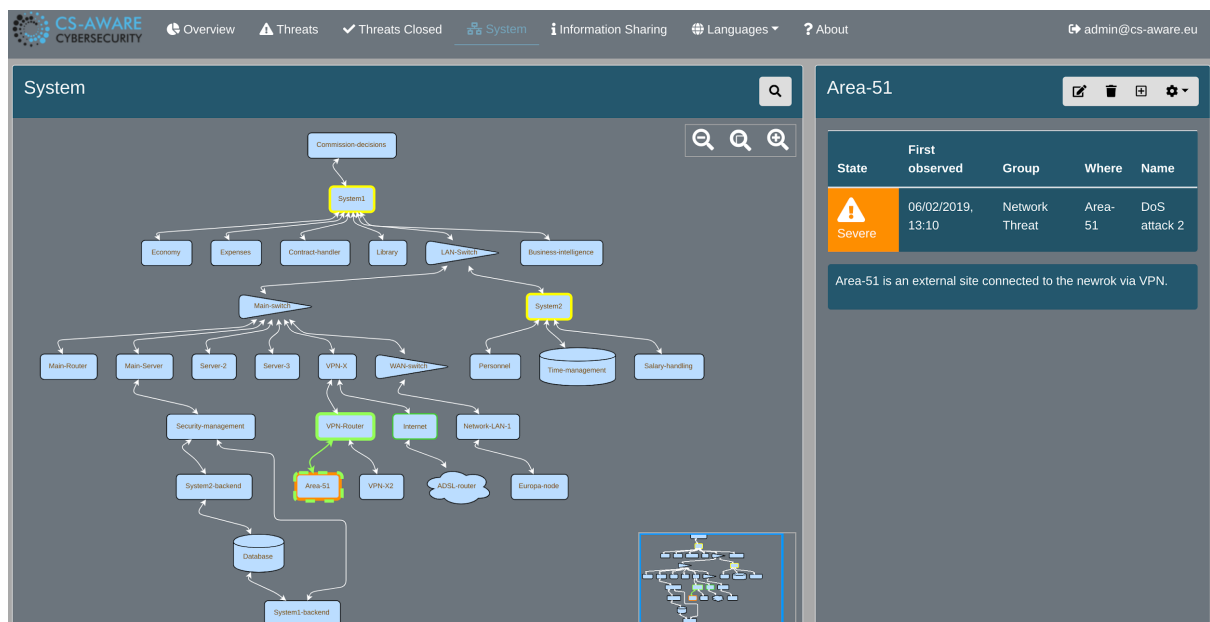 CS-AWARE
CYBERSECURITY
Overview
Threats
Threats Closed
System
Information Sharing
Languages
About
admin@cs-aware.eu
System
Commission-decisions
System1
Economy
Expenses
Contract-handler
Library
LAN-Switch
Business-intelligence
Main-switch
System2
Main-Router
Main-Server
Server-2
Server-3
VPN-X
WAN-switch
Personnel
Time-management
Salary-handling
Security-management
VPN-Router
Internet
Network-LAN-1
System2-backend
Area-51
VPN-X2
ADSL-router
Europa-node
Database
System1-backend
Area-51
State
First
observed
Group
Where
Name
Severe
06/02/2019,
13:10
Network
Threat
Area-
51
DoS
attack 2
Area-51 is an external site connected to the newrok via VPN.